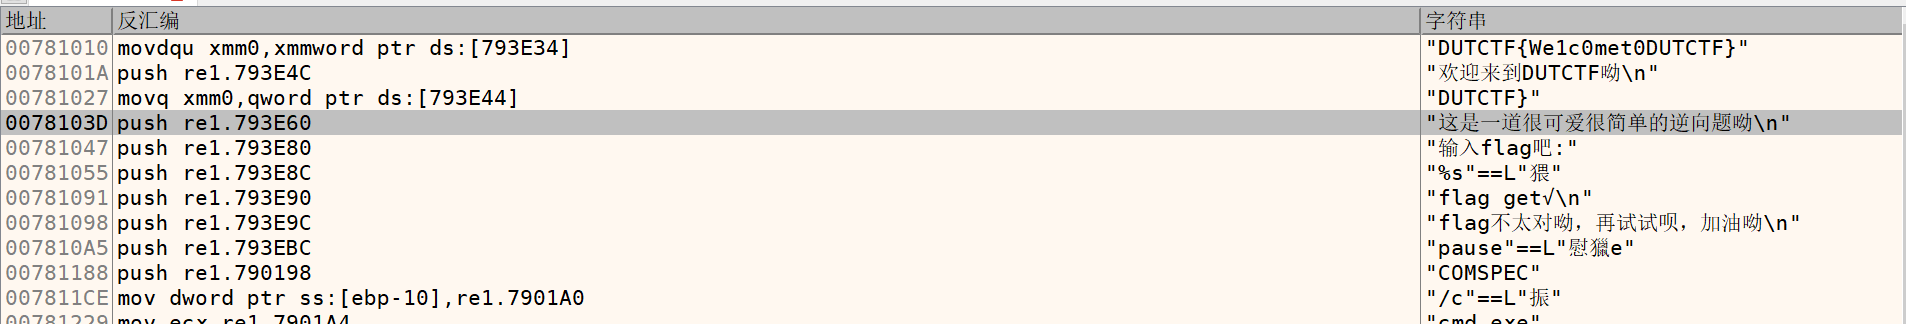 地址 反汇编 字符串
00781010 movdqu xmm0,xmmword ptr ds:[793E34] "DUTCTF{We1c0met0DUTCTF}"
0078101A push re1.793E4C "欢迎来到DUTCTF呦\n"
00781027 movq xmm0,qword ptr ds:[793E44] "DUTCTF}"
0078103D push re1.793E60 "这是一道很可爱很简单的逆向题呦\n"
00781047 push re1.793E80 "输入flag吧:"
00781055 push re1.793E8C "%s"==L"猥"
00781091 push re1.793E90 "flag get√\n"
00781098 push re1.793E9C "flag不太对呦，再试试呗，加油呦\n"
007810A5 push re1.793EBC "pause"==L"慰獵e"
00781188 push re1.790198 "COMSPEC"
007811CE mov dword ptr ss:[ebp-10],re1.7901A0 "/c"==L"振"
00781229 mov ecx,re1.7901A4 "cmd.exe"